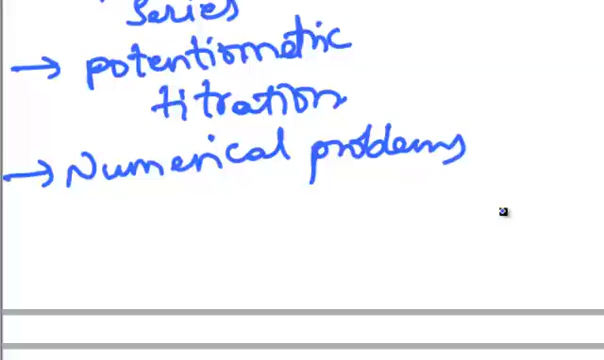 Series
→ potentiometric
titration
→ Numerical problems